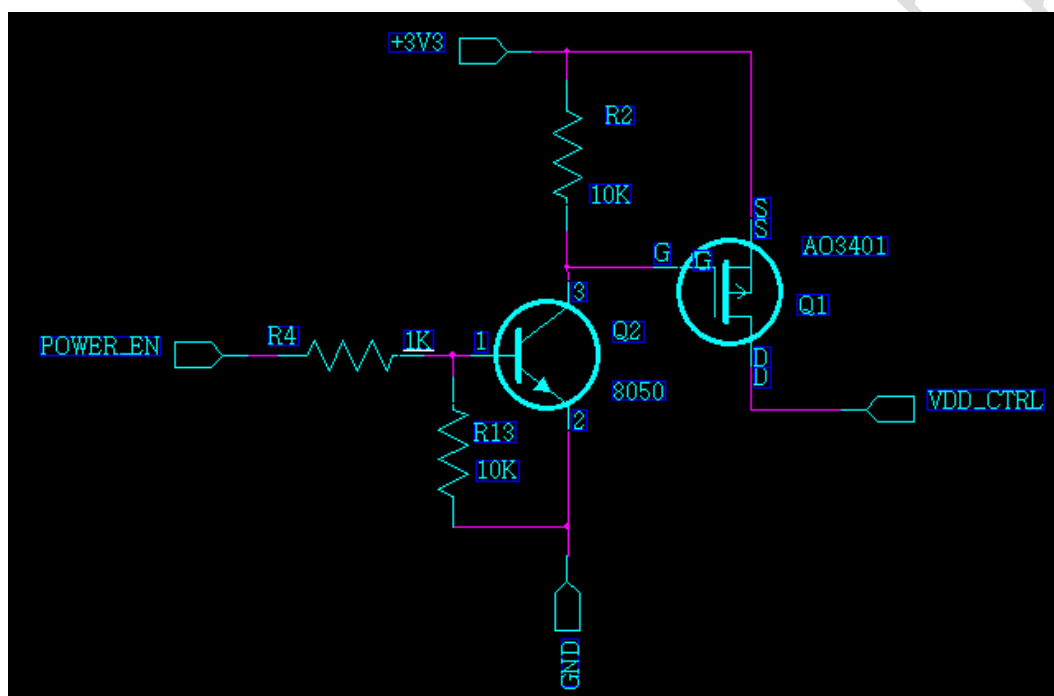 +3V3
R2
10K
S
S
G
G
AO3401
3
Q1
POWER_EN
R4
1K
1
Q2
D
D
8050
VDD_CTRL
2
R13
10K
GND